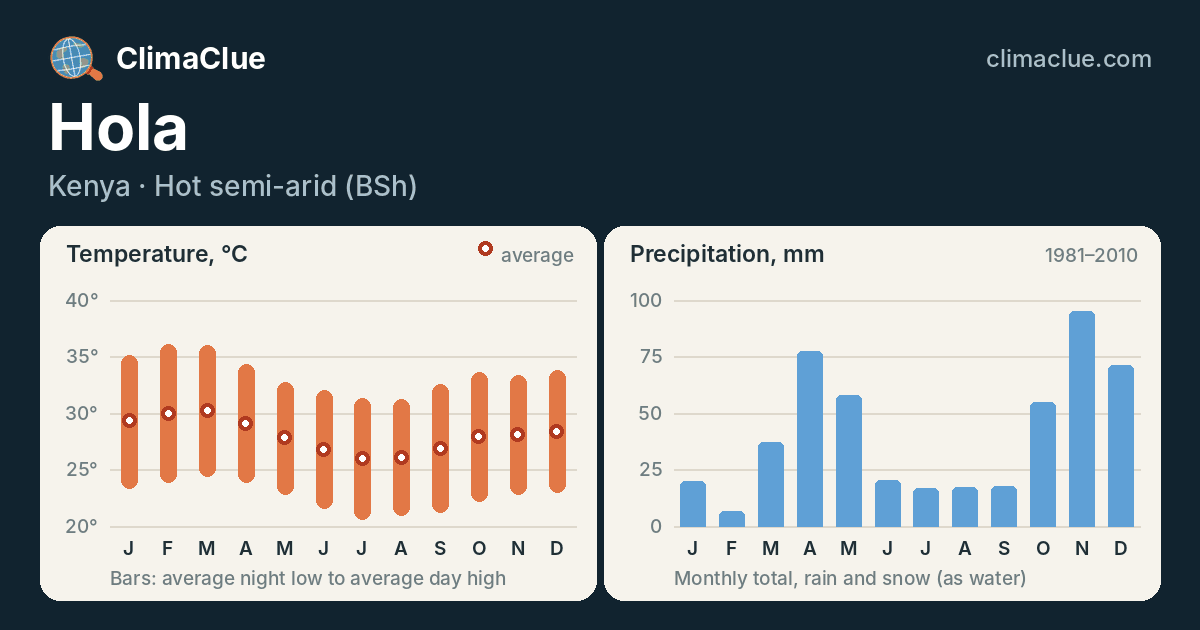 ClimaClue
climaclue.com
Hola
Kenya · Hot semi-arid (BSh)
Temperature, °C
average
40°
35°
30°
25°
20°
J F M A M J J A S O N D
Bars: average night low to average day high
Precipitation, mm
1981–2010
100
75
50
25
0
J F M A M J J A S O N D
Monthly total, rain and snow (as water)